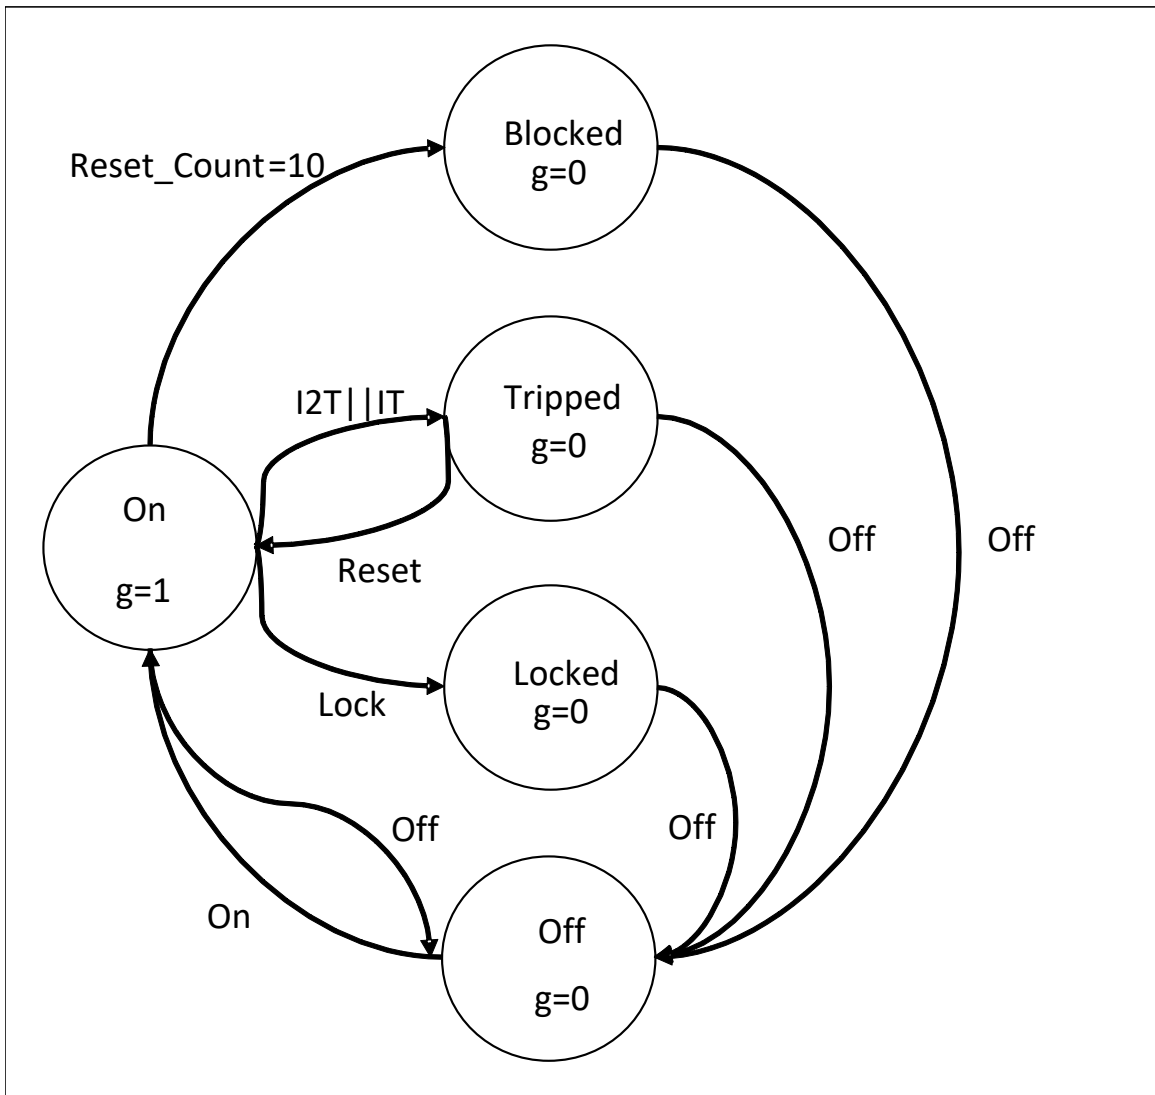 Blocked
g=0
Reset_Count=10
Tripped
g=0
I2T||IT
On
g=1
Reset
Off
Off
Locked
g=0
Lock
Off
Off
On
Off
g=0